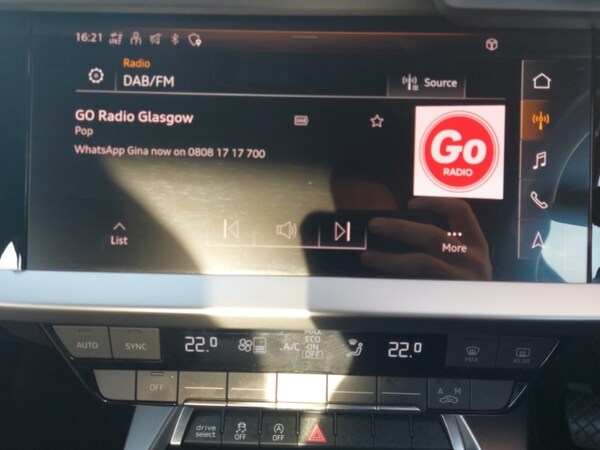 16:21
Radio
DAB/FM
Source
GO Radio Glasgow
Pop
WhatsApp Gina now on 0808 17 17 700
Go
RADIO
List
More
AUTO
SYNC
22.0
A/C
MAX
ECO
ON
OFF
22.0
MAX
REAR
OFF
A M
drive
select
OFF
OFF